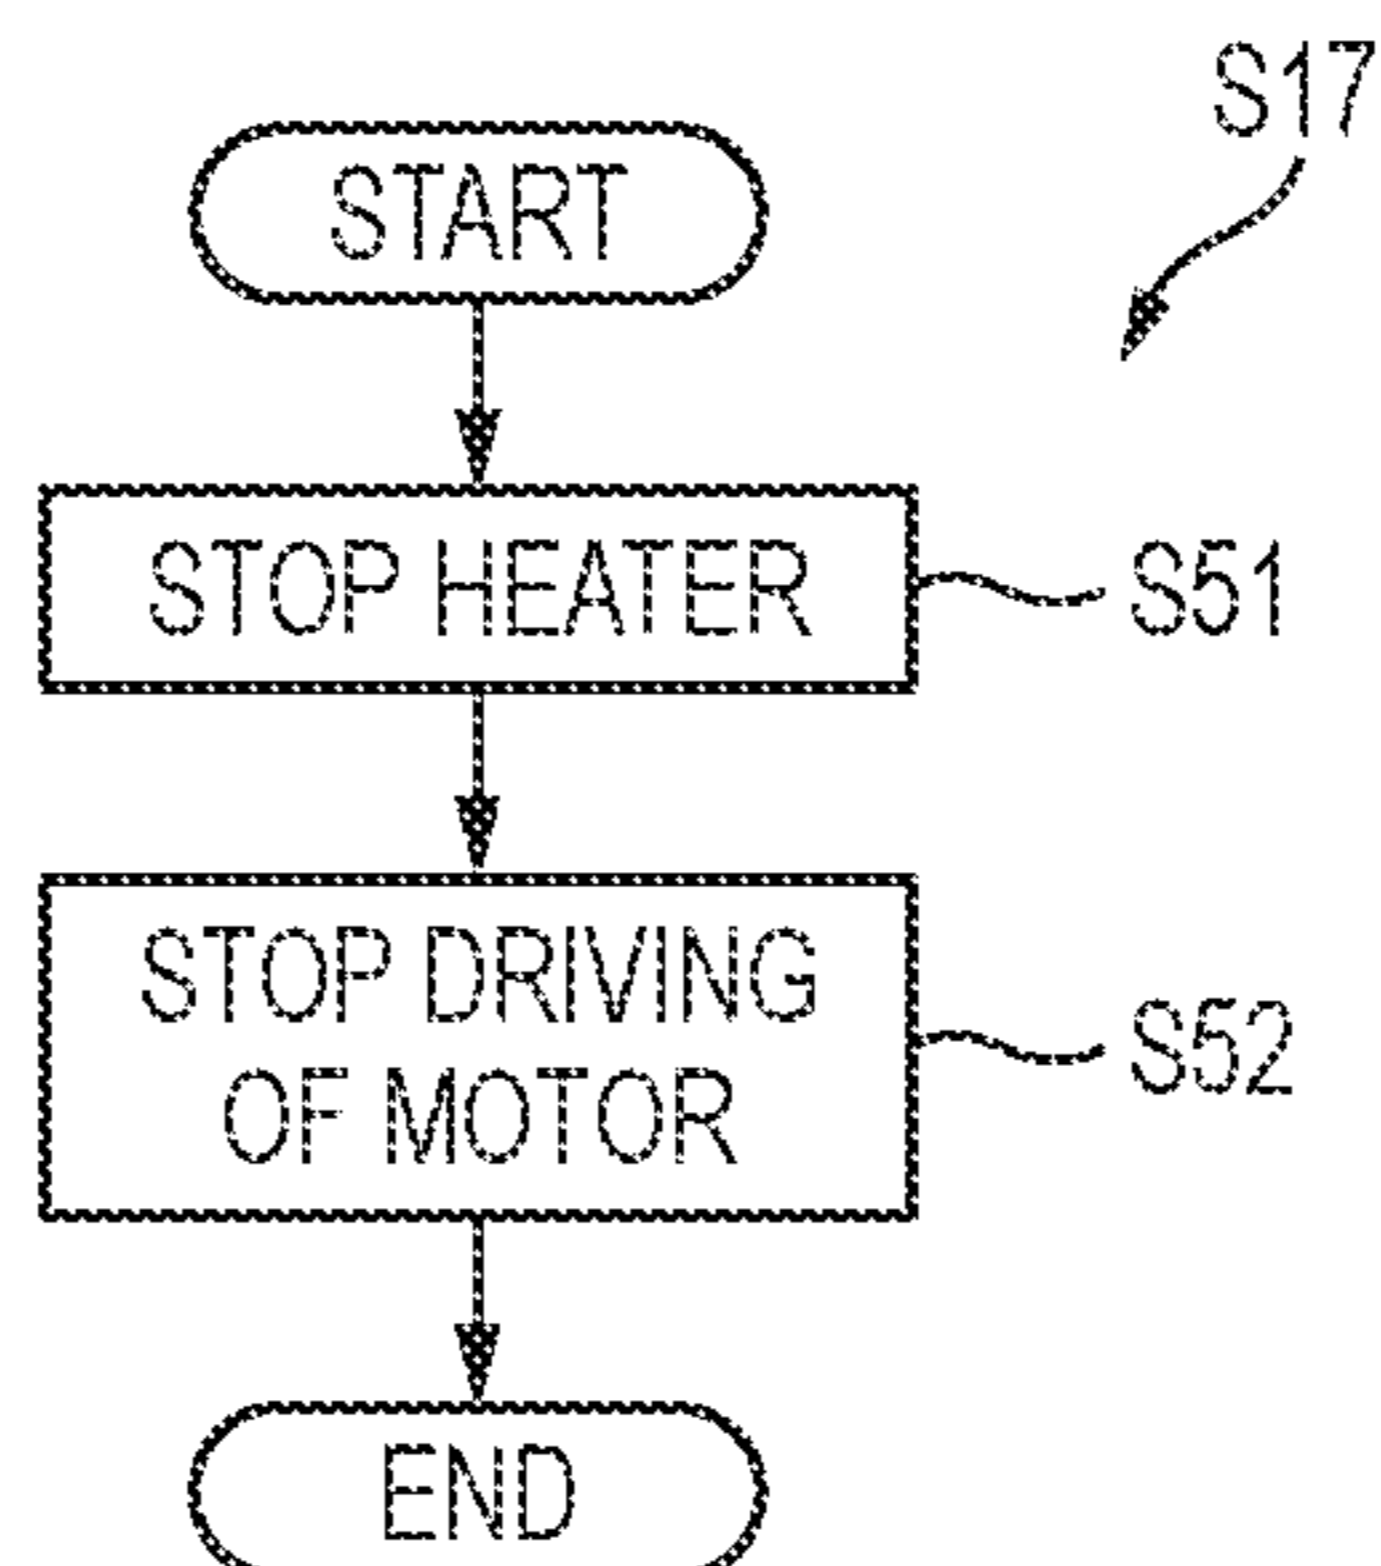 S17
START
STOP HEATER
S51
STOP DRIVING
OF MOTOR
S52
END